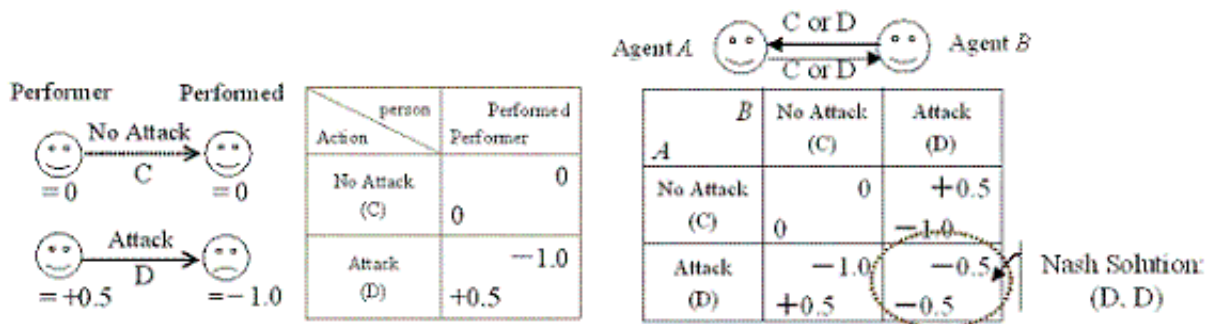 Performer Performed
No Attack
C
=0 =0
Attack
D
=+0.5 =−1.0
person Performed
Action Performer
No Attack
(C)
0
0
Attack
(D)
−1.0
+0.5
C or D
Agent A Agent B
C or D
B
A
No Attack
(C)
Attack
(D)
No Attack
(C)
0
0
+0.5
−1.0
Attack
(D)
−1.0
+0.5
−0.5
−0.5
Nash Solution:
(D, D)